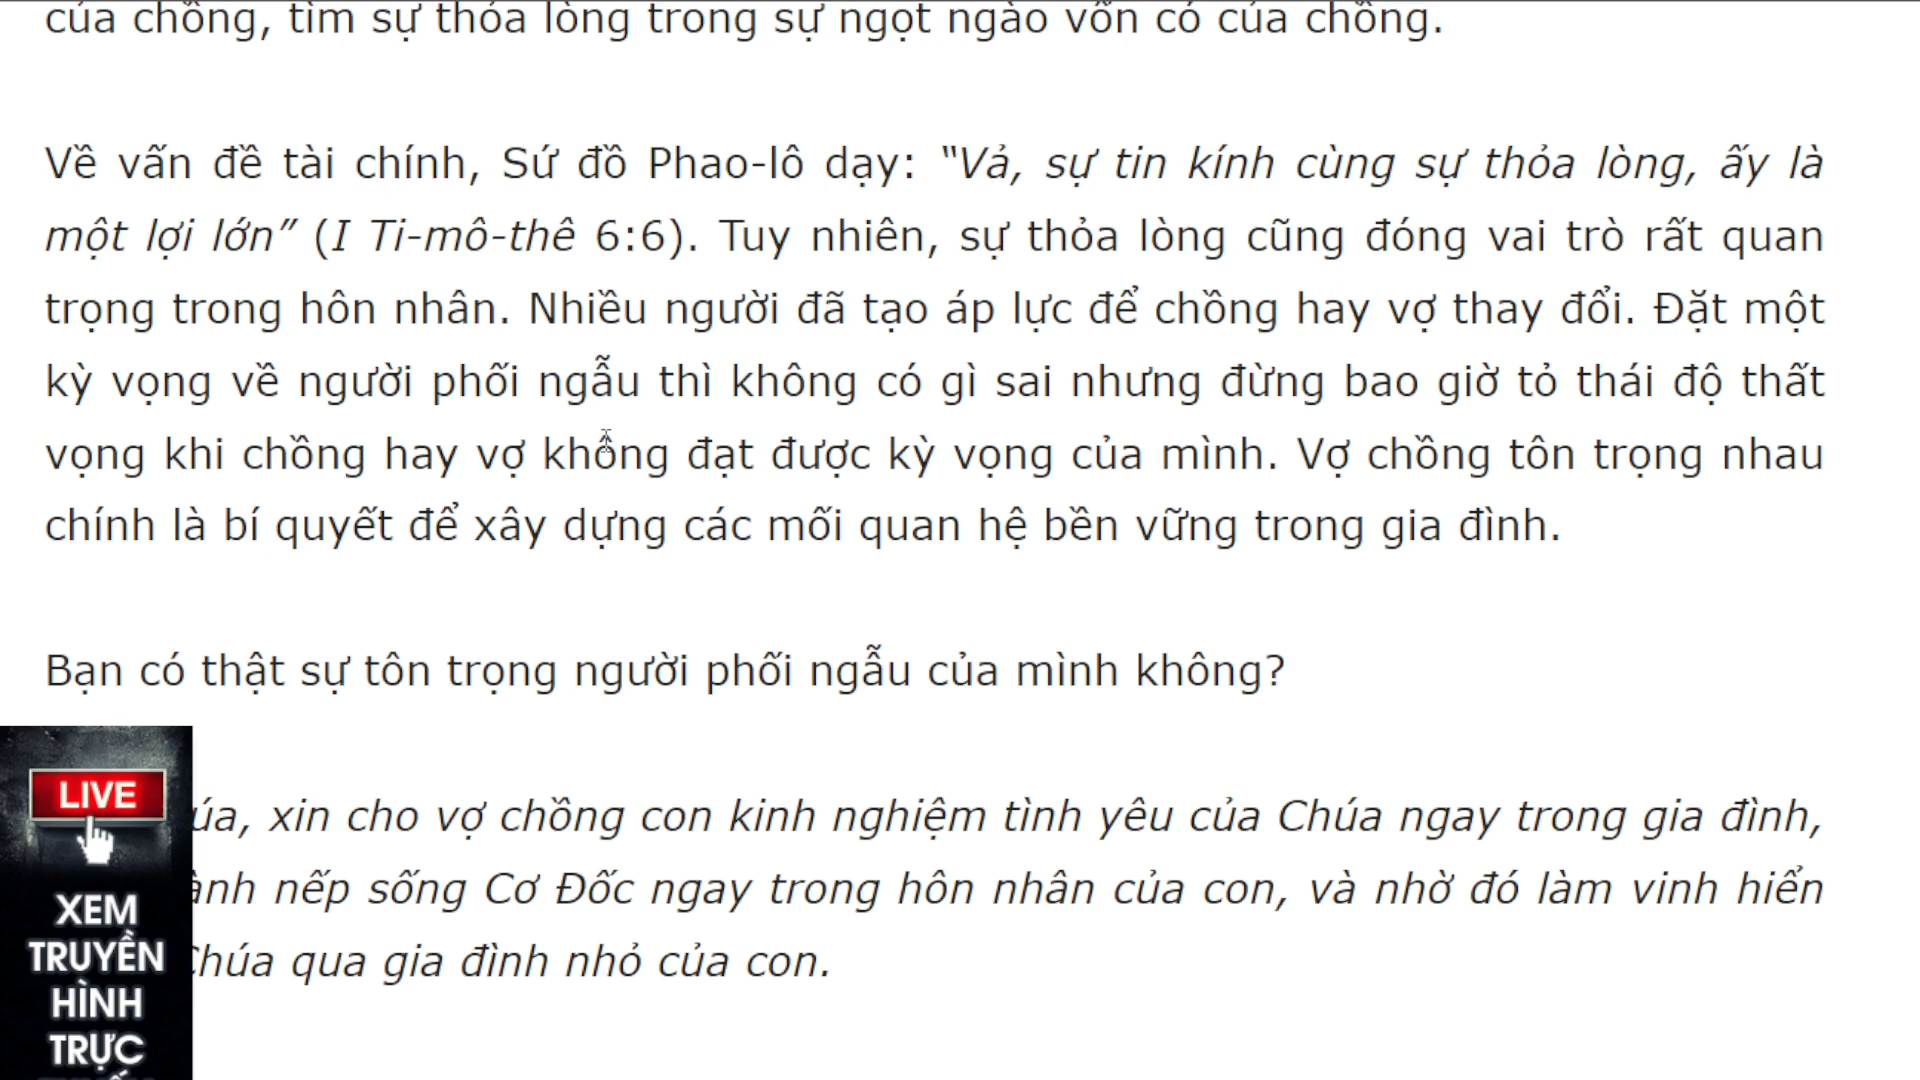 của chồng, tìm sự thỏa lòng trong sự ngọt ngào vốn có của chồng.
Về vấn đề tài chính, Sứ đồ Phao-lô dạy: “Vả, sự tin kính cùng sự thỏa lòng, ấy là
một lợi lớn” (I Ti-mô-thê 6:6). Tuy nhiên, sự thỏa lòng cũng đóng vai trò rất quan
trọng trong hôn nhân. Nhiều người đã tạo áp lực để chồng hay vợ thay đổi. Đặt một
kỳ vọng về người phối ngẫu thì không có gì sai nhưng đừng bao giờ tỏ thái độ thất
vọng khi chồng hay vợ không đạt được kỳ vọng của mình. Vợ chồng tôn trọng nhau
chính là bí quyết để xây dựng các mối quan hệ bền vững trong gia đình.
Bạn có thật sự tôn trọng người phối ngẫu của mình không?
xin cho vợ chồng con kinh nghiệm tình yêu của Chúa ngay trong gia đình,
nếp sống Cơ Đốc ngay trong hôn nhân của con, và nhờ đó làm vinh hiển
Chúa qua gia đình nhỏ của con.
LIVE
XEM
TRUYỀN
HÌNH
TRỰC